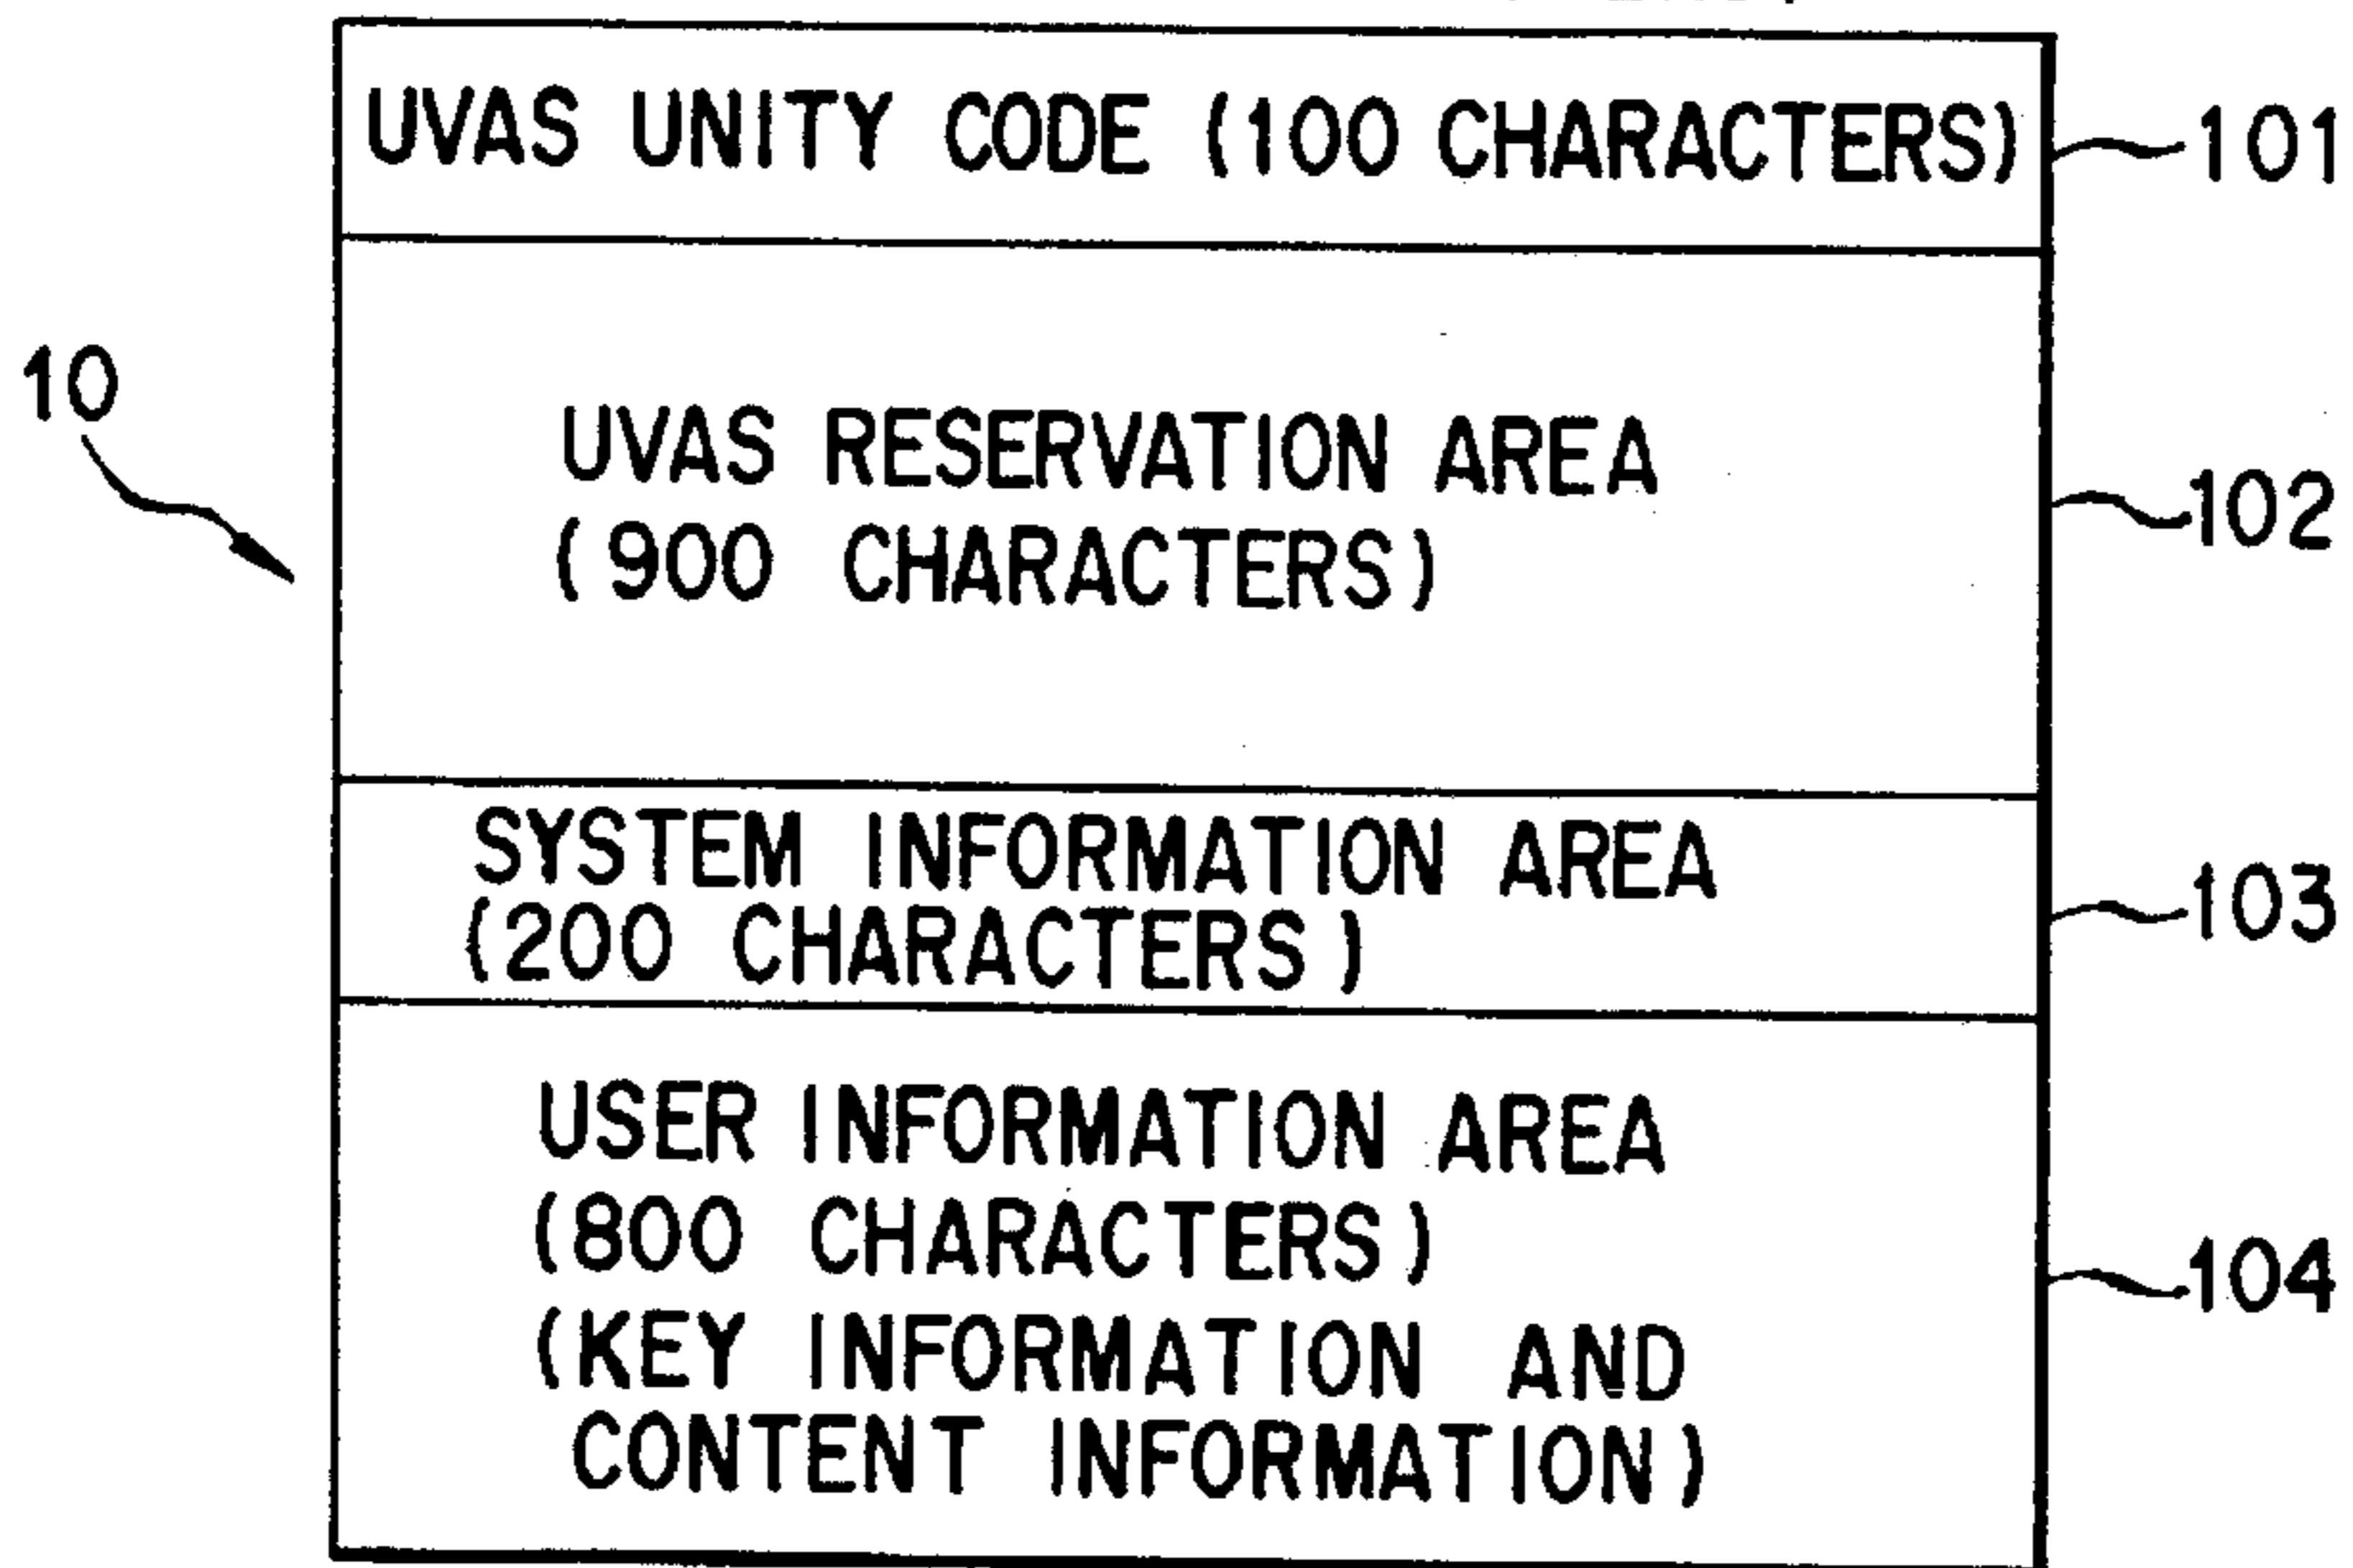 UVAS UNITY CODE (100 CHARACTERS)
101
10
UVAS RESERVATION AREA
(900 CHARACTERS)
102
SYSTEM INFORMATION AREA
(200 CHARACTERS)
103
USER INFORMATION AREA
(800 CHARACTERS)
(KEY INFORMATION AND
CONTENT INFORMATION)
104